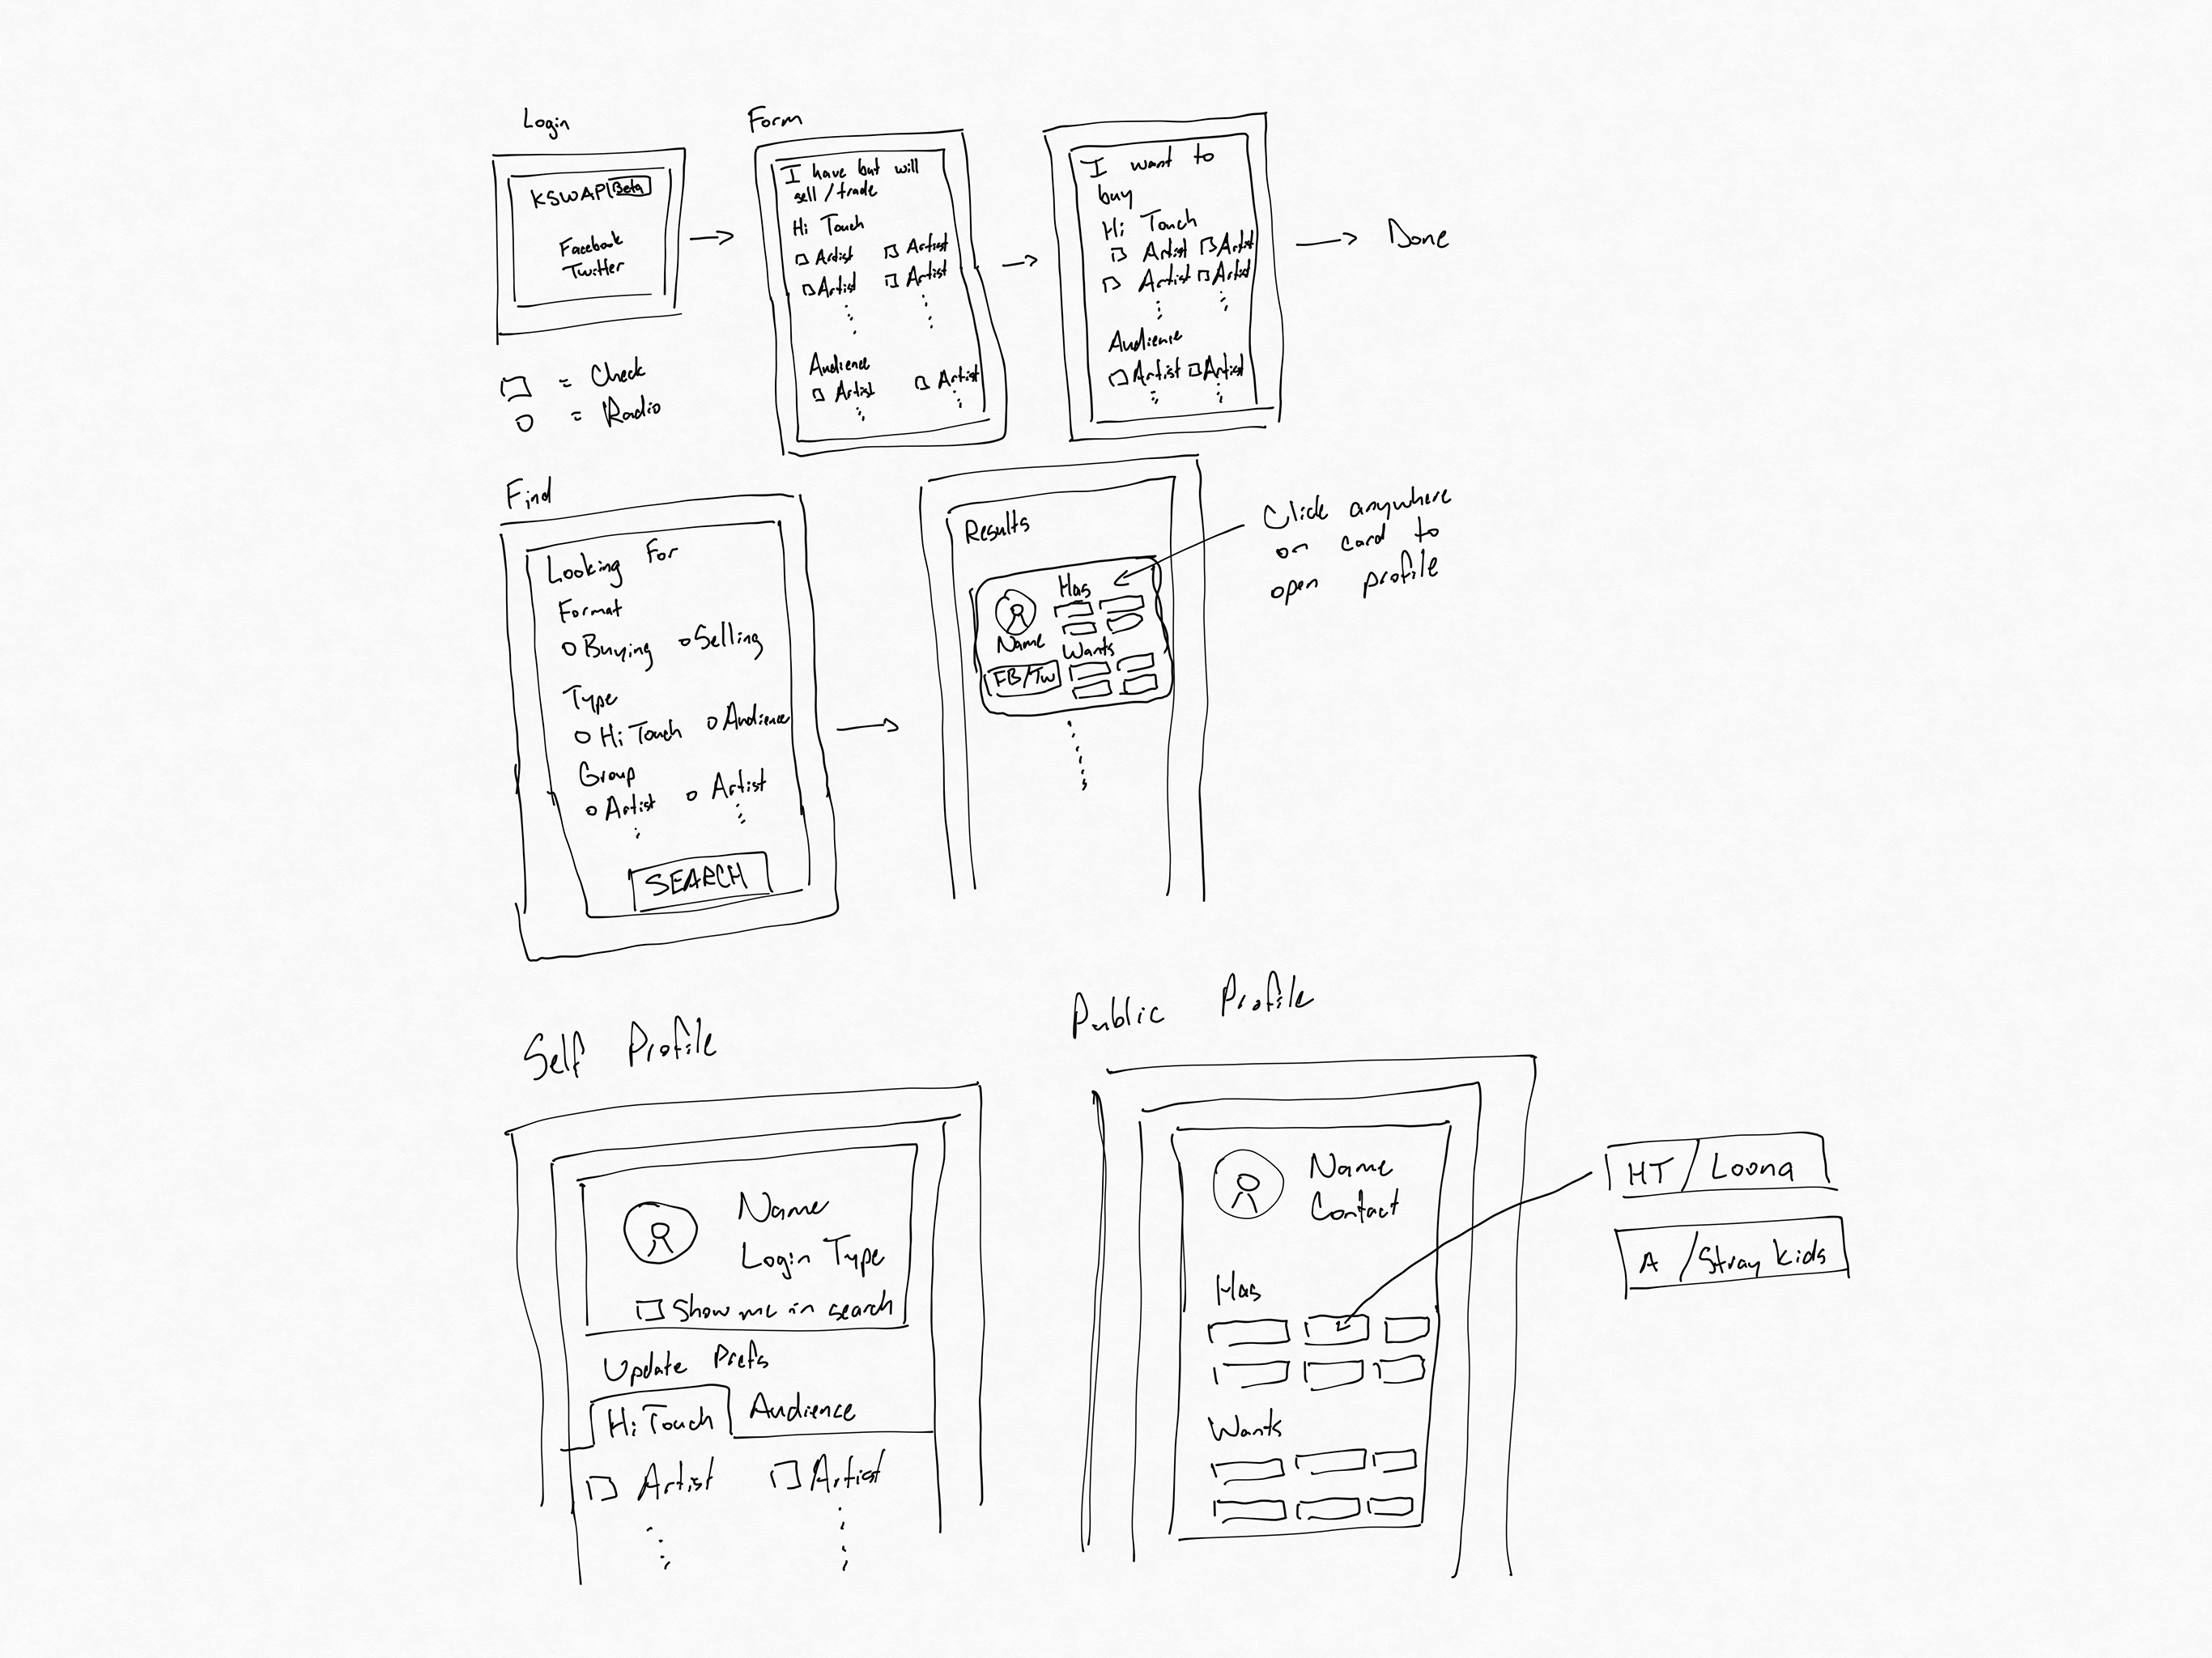 Login
KSWAP Beta
Facebook
Twitter
□ = Check
○ = Radio
Form
I have but will
sell/trade
Hi Touch
□ Artist □ Artist
□ Artist □ Artist
Audience
□ Artist □ Artist
I want to
buy
Hi Touch
□ Artist □ Artist
□ Artist □ Artist
Audience
□ Artist □ Artist
Done
Find
Looking For
Format
○ Buying ○ Selling
Type
○ Hi Touch ○ Audience
Group
○ Artist ○ Artist
SEARCH
Results
Has
Name
Wants
FB/Tw
Click anywhere
on card to
open profile
Self Profile
Name
Login Type
□ Show me in search
Update Prefs
Hi Touch Audience
□ Artist □ Artist
Public Profile
Name
Contact
Has
Wants
HT / Loona
A / Stray Kids